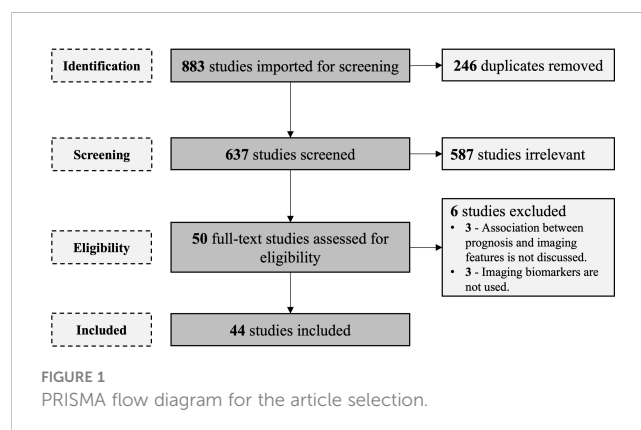 Identification
883 studies imported for screening
246 duplicates removed
Screening
637 studies screened
587 studies irrelevant
Eligibility
50 full-text studies assessed for
eligibility
6 studies excluded
• 3 - Association between
prognosis and imaging
features is not discussed.
• 3 - Imaging biomarkers are
not used.
Included
44 studies included
FIGURE 1
PRISMA flow diagram for the article selection.